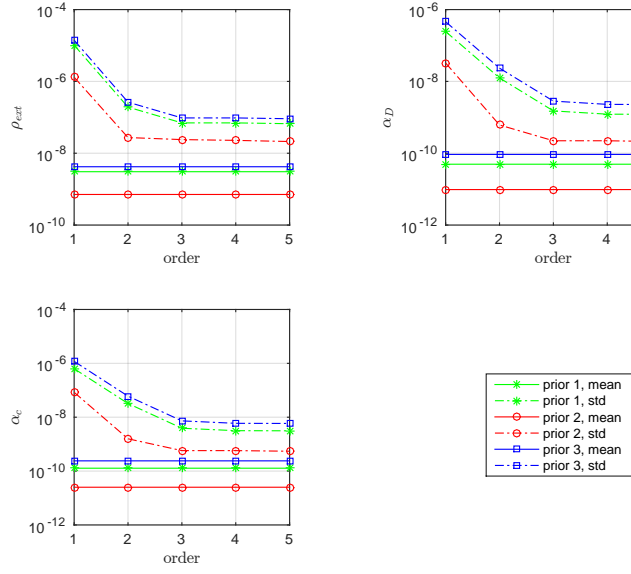 10^-4
10^-6
10^-8
10^-10
ρ_ext
1 2 3 4 5
order
10^-6
10^-8
10^-10
10^-12
α_D
1 2 3 4
order
10^-4
10^-6
10^-8
10^-10
10^-12
α_c
1 2 3 4 5
order
prior 1, mean
prior 1, std
prior 2, mean
prior 2, std
prior 3, mean
prior 3, std